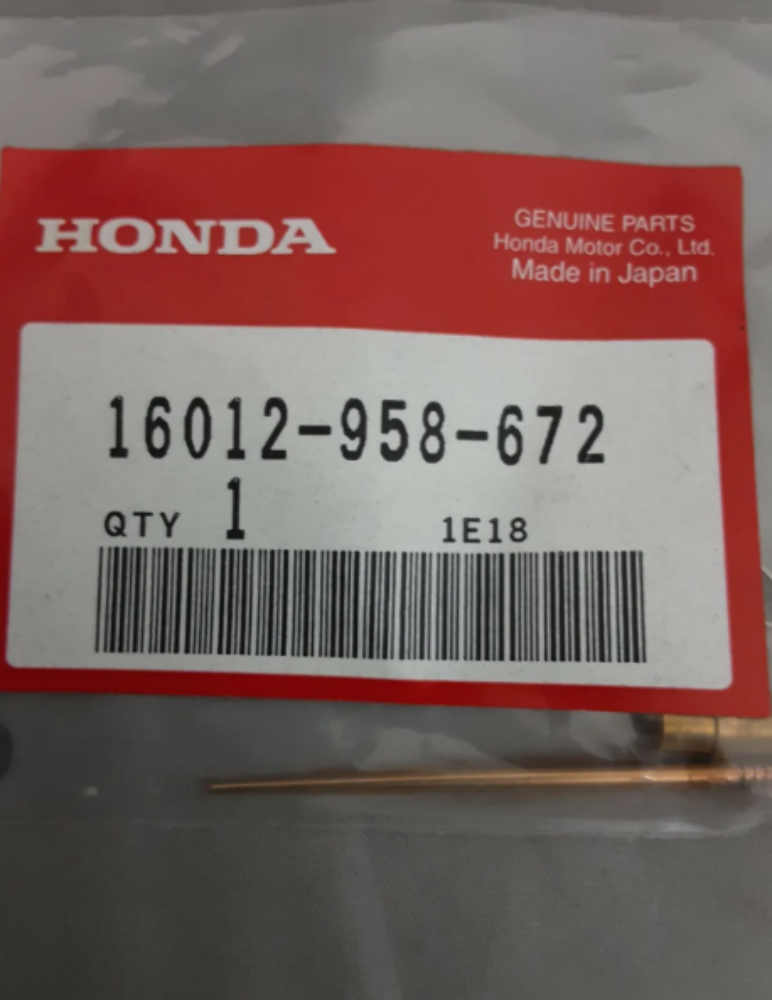 HONDA
GENUINE PARTS
Honda Motor Co., Ltd.
Made in Japan
16012-958-672
QTY 1 1E18